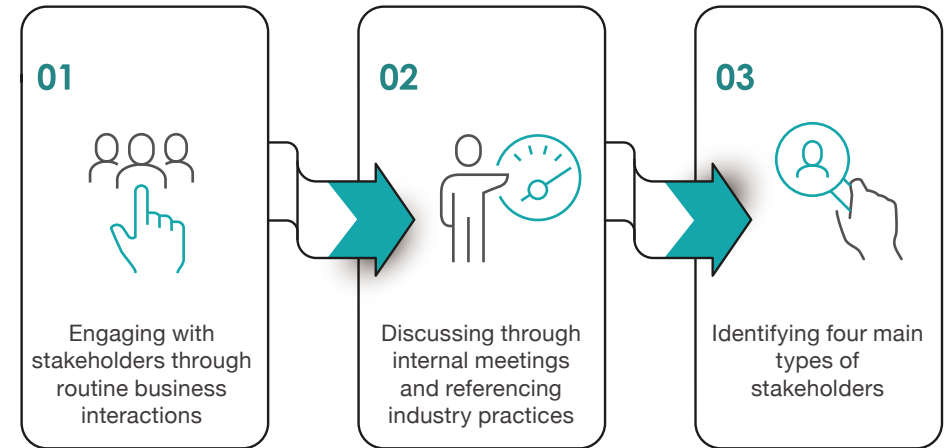 01
Engaging with
stakeholders through
routine business
interactions
02
Discussing through
internal meetings
and referencing
industry practices
03
Identifying four main
types of
stakeholders